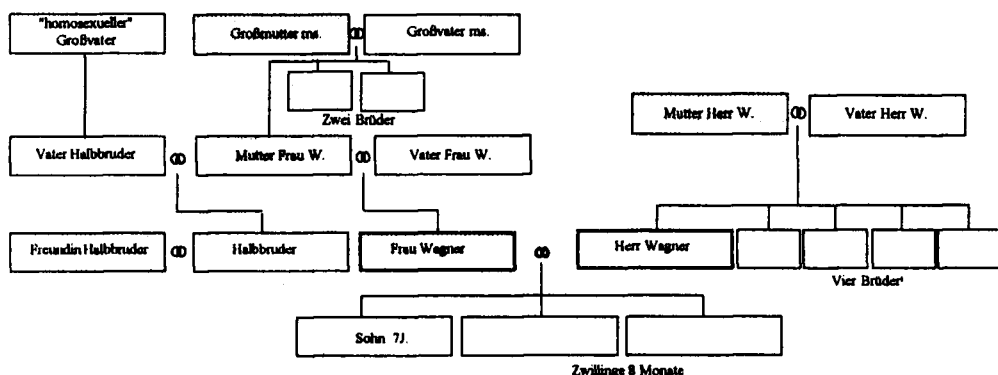 "homosexueller"
Großvater
Großmutter ms.
Großvater ms.
Zwei Brüder
Mutter Herr W.
Vater Herr W.
Vater Halbbruder
Mutter Frau W.
Vater Frau W.
Freundin Halbbruder
Halbbruder
Frau Wagner
Herr Wagner
Vier Brüder
Sohn 7J.
Zwillinge 8 Monate